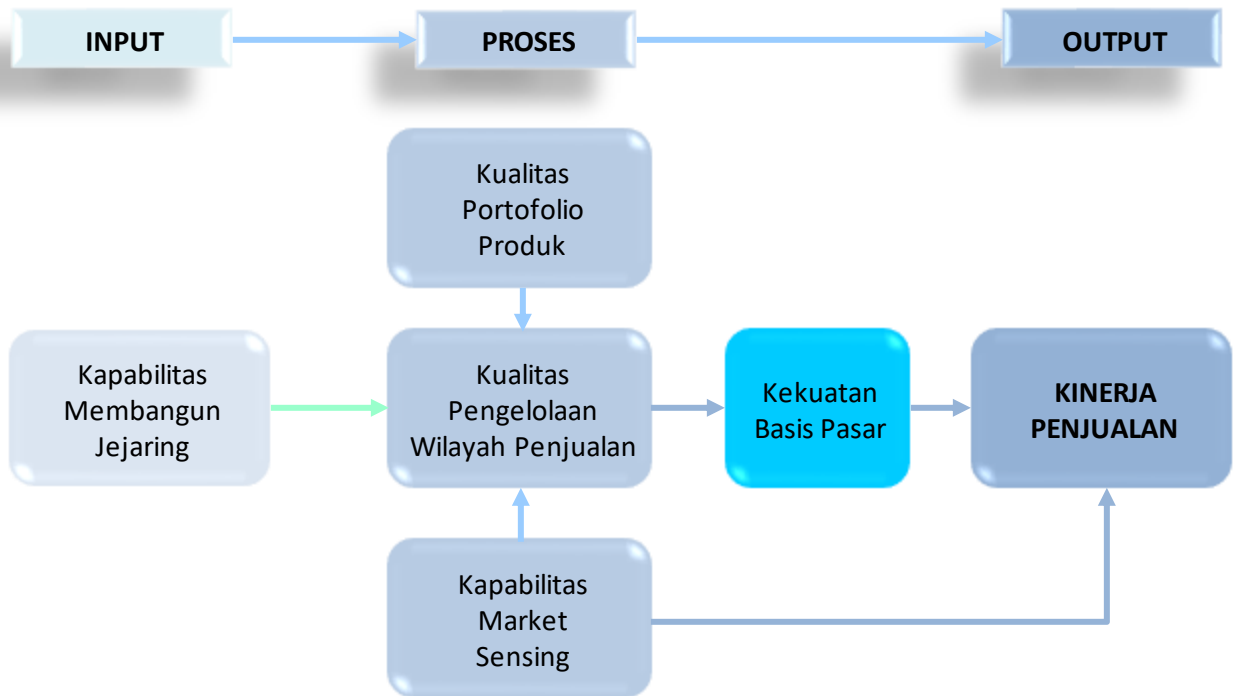 INPUT
PROSES
OUTPUT
Kualitas
Portofolio
Produk
Kapabilitas
Membangun
Jejaring
Kualitas
Pengelolaan
Wilayah Penjualan
Kekuatan
Basis Pasar
KINERJA
PENJUALAN
Kapabilitas
Market
Sensing